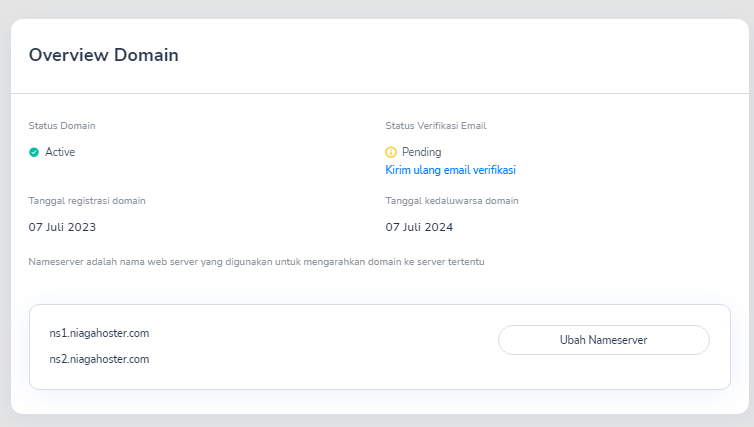 Overview Domain
Status Domain
Status Verifikasi Email
Active
Pending
Kirim ulang email verifikasi
Tanggal registrasi domain
Tanggal kedaluwarsa domain
07 Juli 2023
07 Juli 2024
Nameserver adalah nama web server yang digunakan untuk mengarahkan domain ke server tertentu
ns1.niagahoster.com
Ubah Nameserver
ns2.niagahoster.com